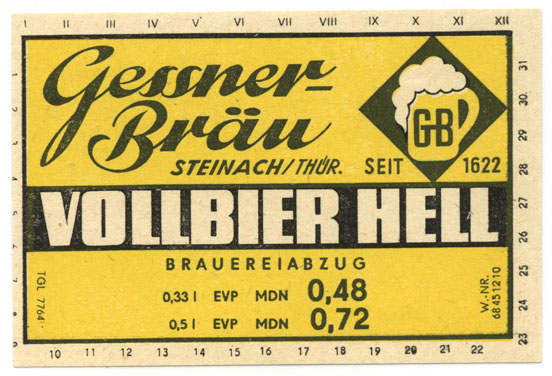 I II III IV V VI VII VIII IX X XI XII
Gessner-
Bräu
STEINACH/THÜR.
GB
SEIT 1622
VOLLBIER HELL
BRAUEREIABZUG
0,33 l EVP MDN 0,48
0,5 l EVP MDN 0,72
TGL 7764
W.-NR.
68451210
31
30
29
28
27
26
25
24
23
10 11 12 13 14 15 16 17 18 19 20 21 22